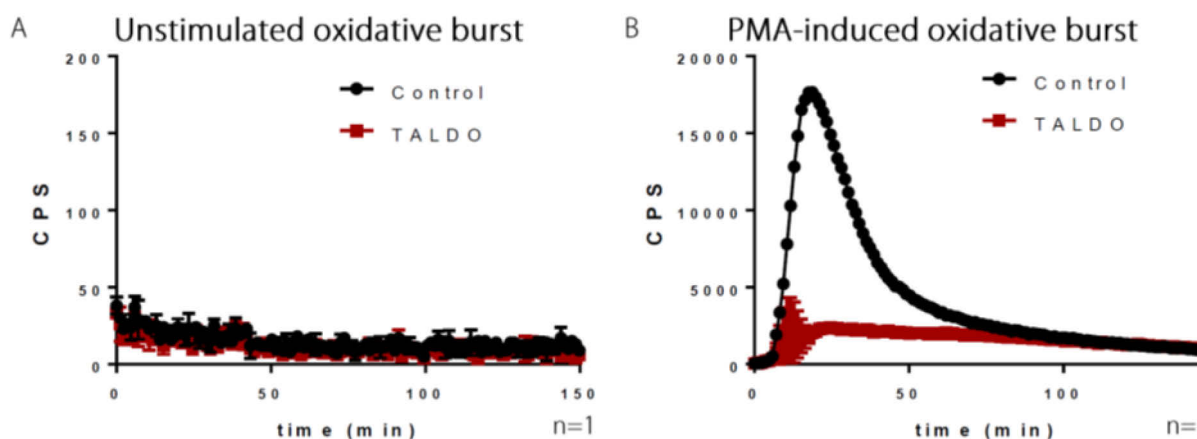 A Unstimulated oxidative burst
200
150
100
50
0
CPS
Control
TALDO
0 50 100 150
time (min)
n=1
B PMA-induced oxidative burst
20000
15000
10000
5000
0
CPS
Control
TALDO
0 50 100
time (min)
n=